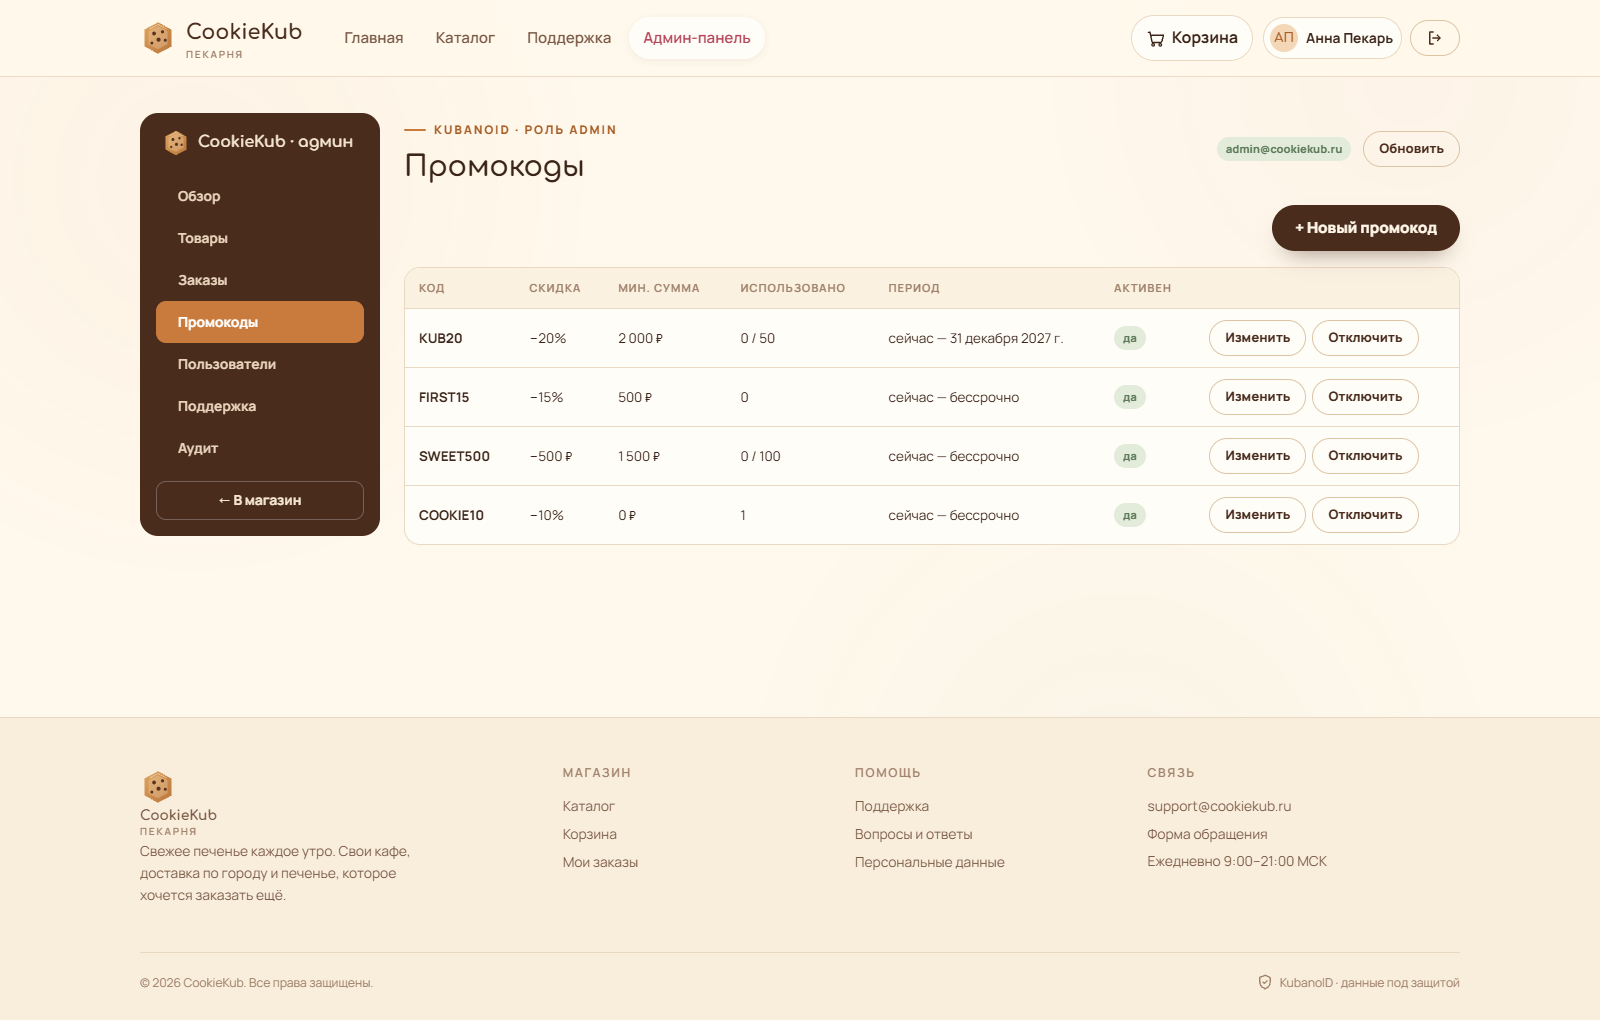 CookieKub
ПЕКАРНЯ
Главная
Каталог
Поддержка
Админ-панель
Корзина
АП
Анна Пекарь
CookieKub · админ
Обзор
Товары
Заказы
Промокоды
Пользователи
Поддержка
Аудит
← В магазин
KUBANOID · РОЛЬ ADMIN
Промокоды
admin@cookiekub.ru
Обновить
+ Новый промокод
КОД СКИДКА МИН. СУММА ИСПОЛЬЗОВАНО ПЕРИОД АКТИВЕН
KUB20 −20% 2 000 ₽ 0 / 50 сейчас — 31 декабря 2027 г. да Изменить Отключить
FIRST15 −15% 500 ₽ 0 сейчас — бессрочно да Изменить Отключить
SWEET500 −500 ₽ 1 500 ₽ 0 / 100 сейчас — бессрочно да Изменить Отключить
COOKIE10 −10% 0 ₽ 1 сейчас — бессрочно да Изменить Отключить
CookieKub
ПЕКАРНЯ
Свежее печенье каждое утро. Свои кафе,
доставка по городу и печенье, которое
хочется заказать ещё.
МАГАЗИН
Каталог
Корзина
Мои заказы
ПОМОЩЬ
Поддержка
Вопросы и ответы
Персональные данные
СВЯЗЬ
support@cookiekub.ru
Форма обращения
Ежедневно 9:00–21:00 МСК
© 2026 CookieKub. Все права защищены.
KubanoID · данные под защитой